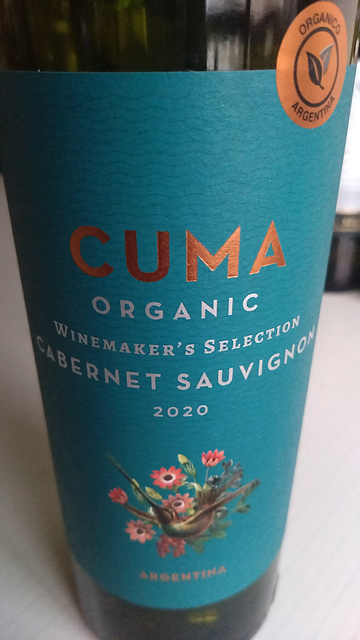 ORGANICO
ARGENTINA
CUMA
ORGANIC
WINEMAKER'S SELECTION
CABERNET SAUVIGNON
2020
ARGENTINA